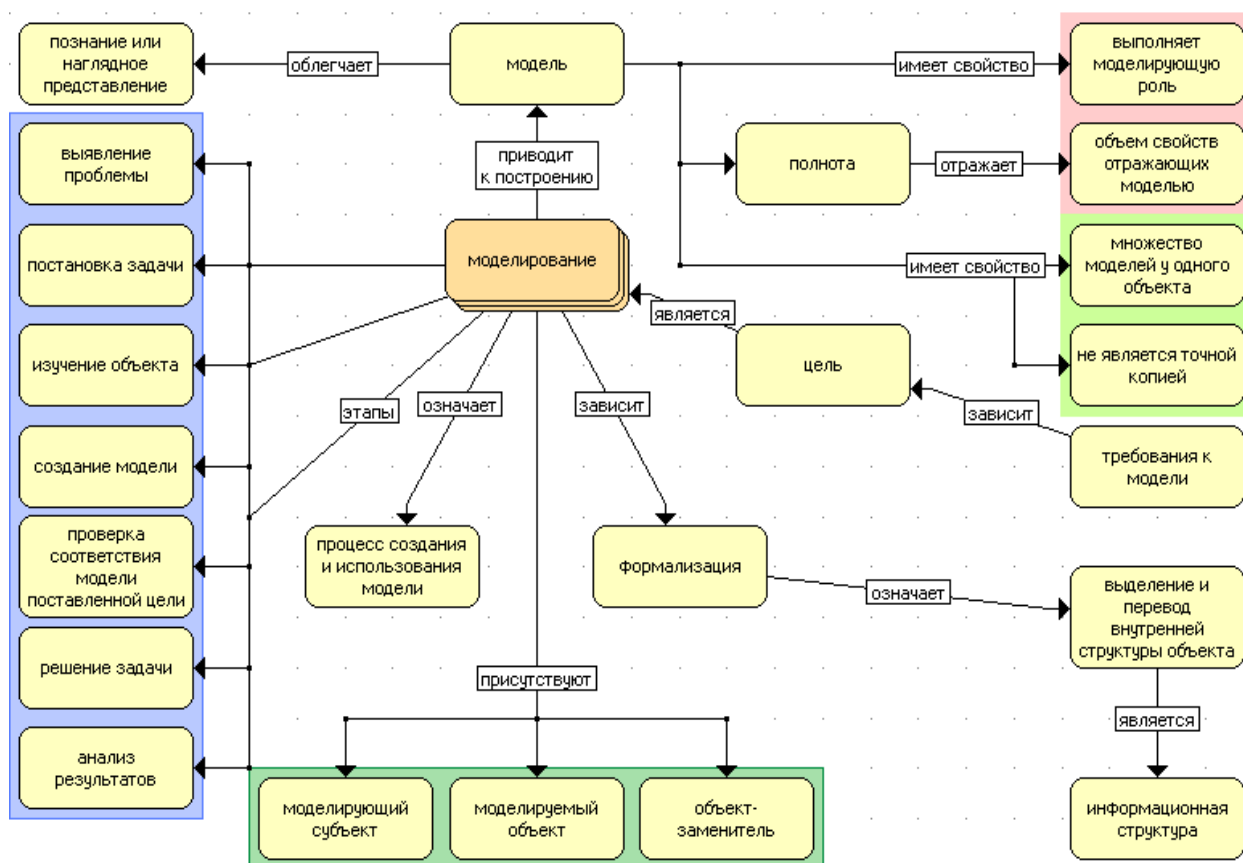 познание или
наглядное
представление
облегчает
модель
имеет свойство
выполняет
моделирующую
роль
выявление
проблемы
приводит
к построению
полнота
отражает
объем свойств
отражающих
моделью
постановка задачи
моделирование
имеет свойство
множество
моделей у одного
объекта
является
изучение объекта
цель
не является точной
копией
этапы
означает
зависит
зависит
создание модели
требования к
модели
проверка
соответствия
модели
поставленной цели
процесс создания
и использования
модели
формализация
означает
выделение и
перевод
внутренней
структуры объекта
решение задачи
присутствуют
является
анализ
результатов
моделирующий
субъект
моделируемый
объект
объект-
заменитель
информационная
структура